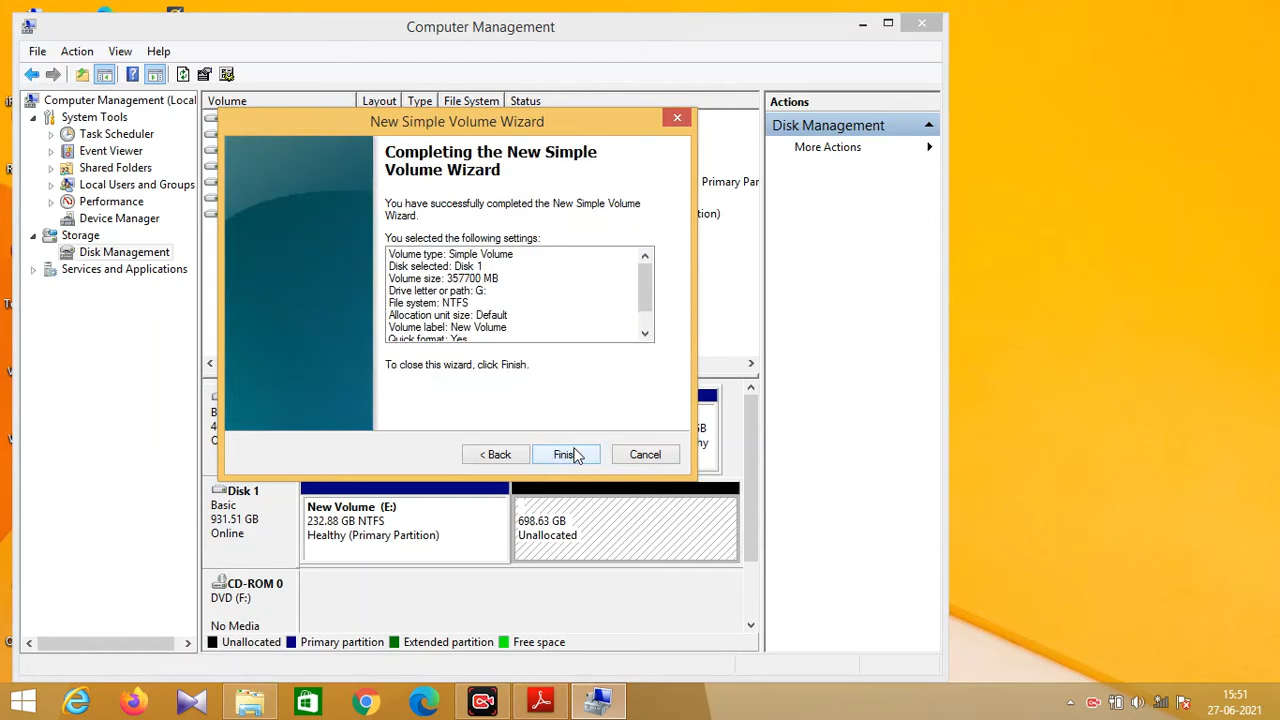 Computer Management
File Action View Help
Computer Management (Local
System Tools
Task Scheduler
Event Viewer
Shared Folders
Local Users and Groups
Performance
Device Manager
Storage
Disk Management
Services and Applications
Volume Layout Type File System Status
Primary Par
ion)
New Simple Volume Wizard
Completing the New Simple
Volume Wizard
You have successfully completed the New Simple Volume
Wizard.
You selected the following settings:
Volume type: Simple Volume
Disk selected: Disk 1
Volume size: 357700 MB
Drive letter or path: G:
File system: NTFS
Allocation unit size: Default
Volume label: New Volume
Quick format: Yes
To close this wizard, click Finish.
< Back Finish Cancel
Disk 1
Basic
931.51 GB
Online
New Volume (E:)
232.88 GB NTFS
Healthy (Primary Partition)
698.63 GB
Unallocated
CD-ROM 0
DVD (F:)
No Media
Unallocated Primary partition Extended partition Free space
Actions
Disk Management
More Actions
15:51
27-06-2021